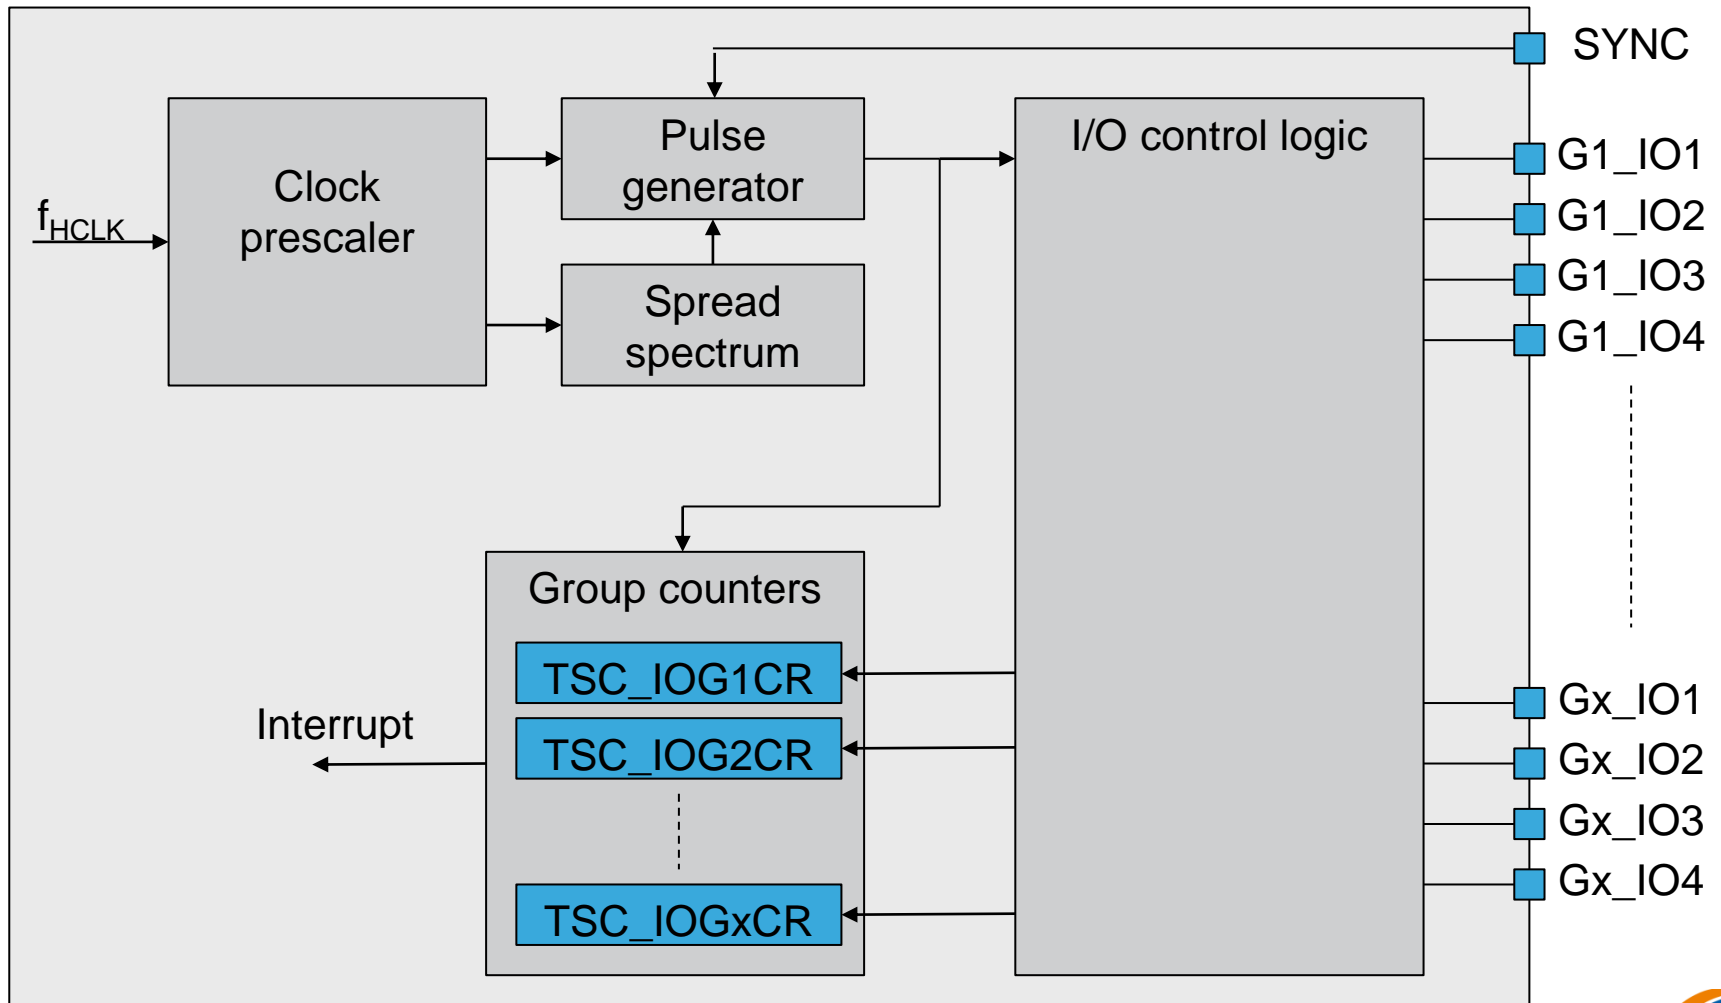 SYNC
Pulse
generator
I/O control logic
G1_IO1
Clock
prescaler
fHCLK
G1_IO2
G1_IO3
Spread
spectrum
G1_IO4
Group counters
TSC_IOG1CR
Interrupt
TSC_IOG2CR
TSC_IOGxCR
Gx_IO1
Gx_IO2
Gx_IO3
Gx_IO4